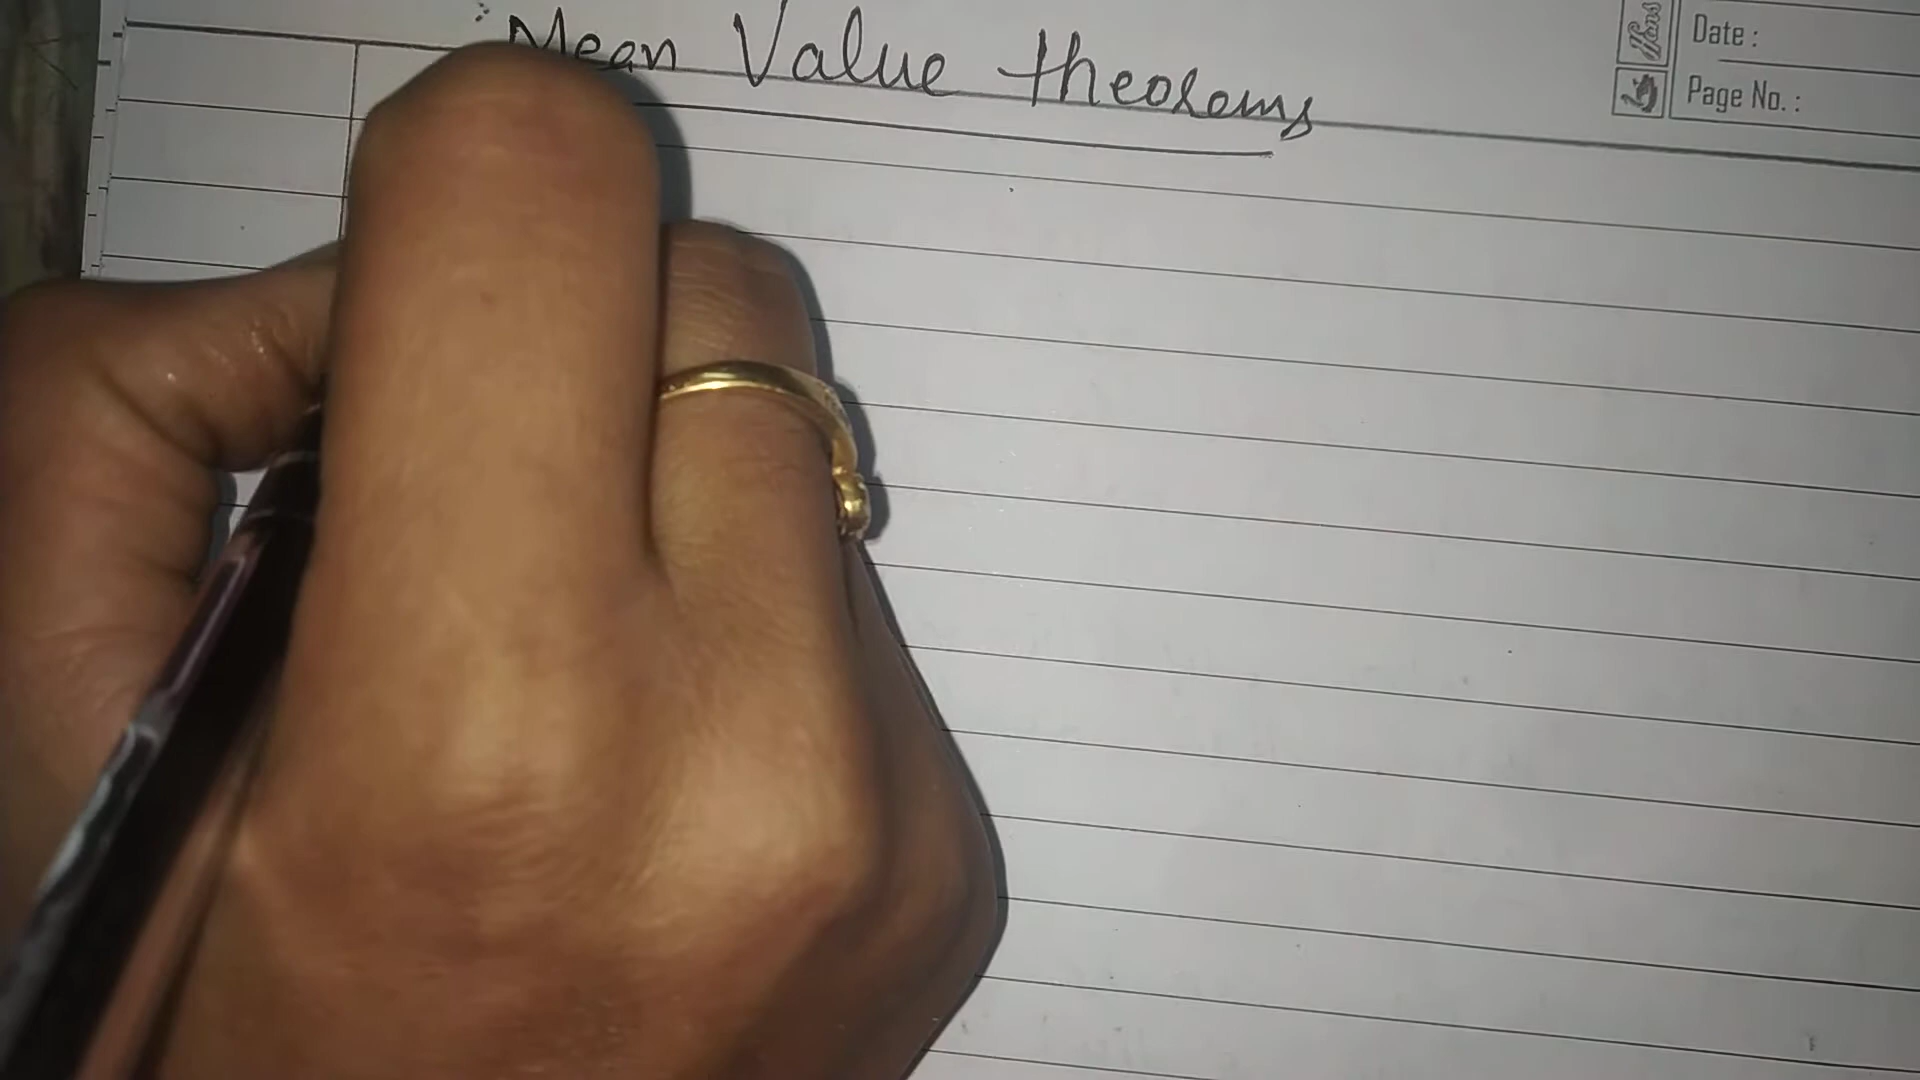 Mean Value theorems
Date :
Page No. :